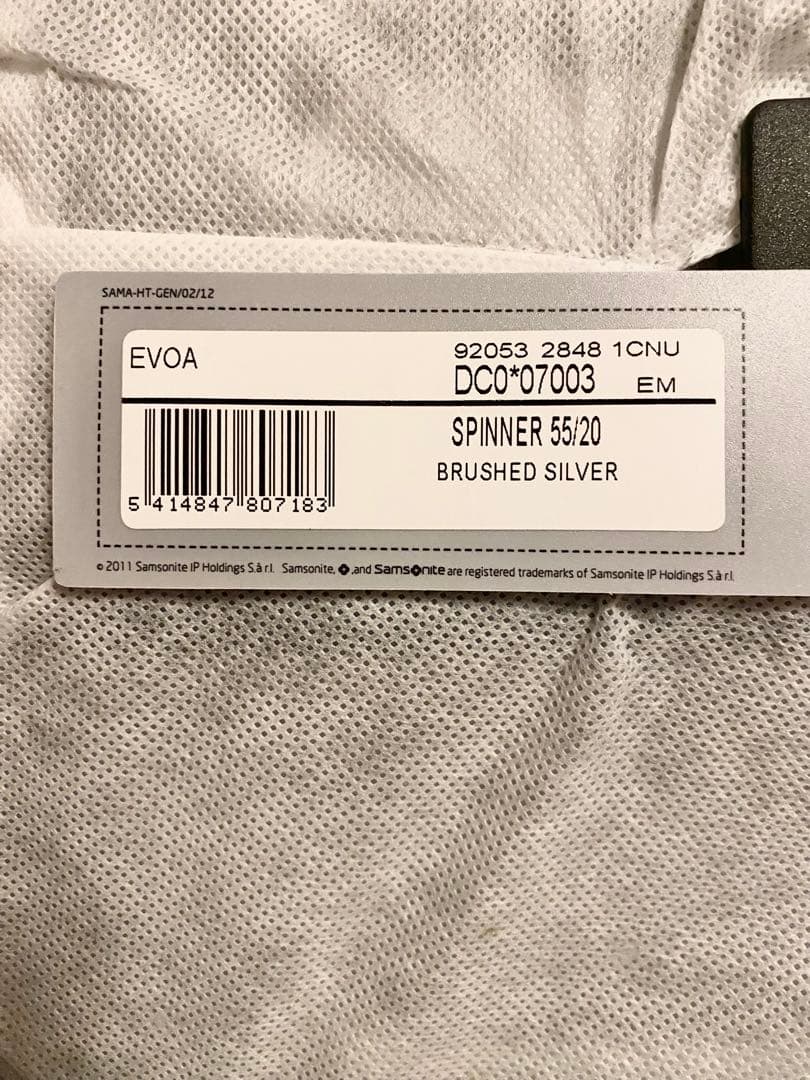 SAMA-HT-GEN/02/12
EVOA
92053 2848 1CNU
DC0*07003 EM
SPINNER 55/20
BRUSHED SILVER
5 414847 807183
© 2011 Samsonite IP Holdings S.à r.l. Samsonite, ,and Samsonite are registered trademarks of Samsonite IP Holdings S.à r.l.